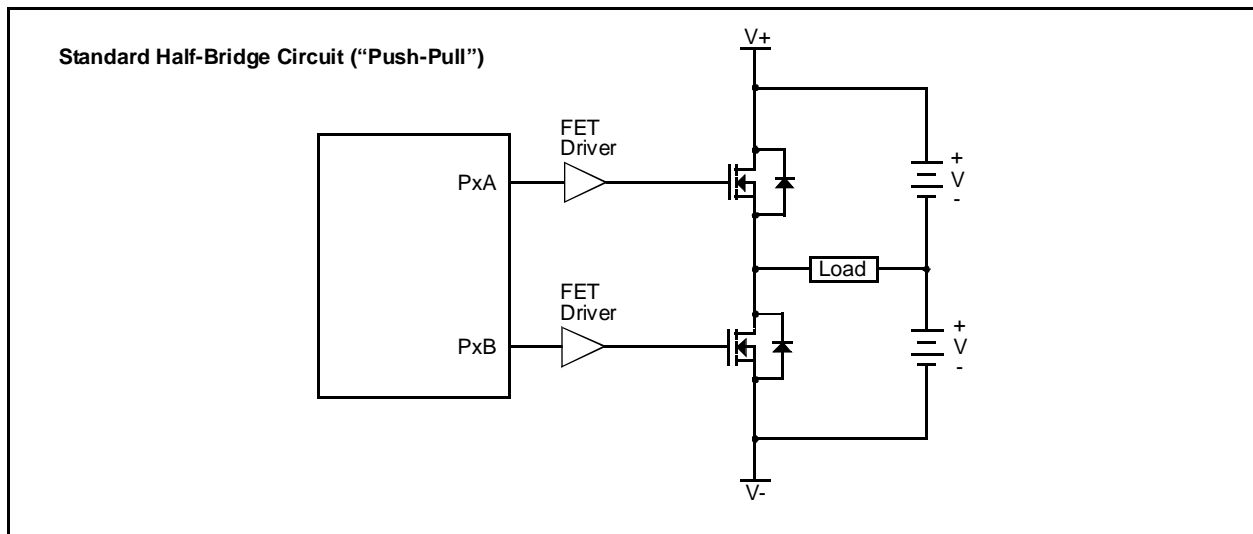 Standard Half-Bridge Circuit (“Push-Pull”)
V+
FET
Driver
PxA
+
V
-
Load
FET
Driver
PxB
+
V
-
V-